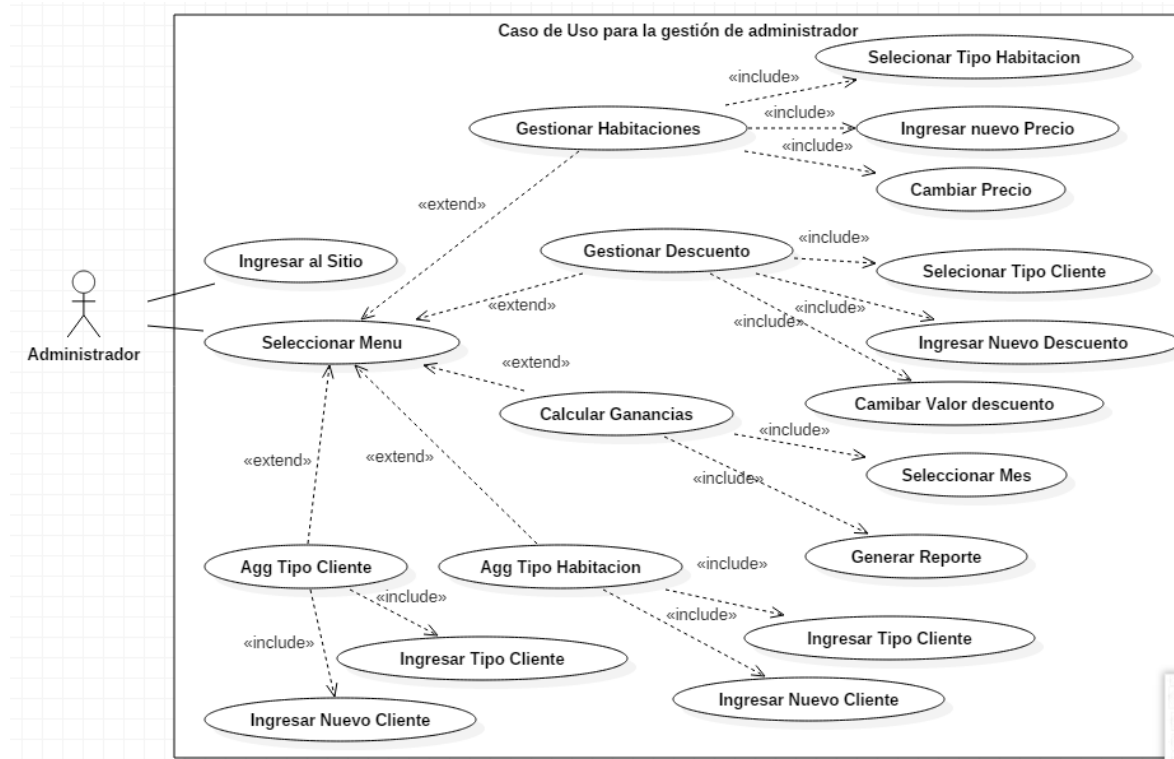 Caso de Uso para la gestión de administrador
Selecionar Tipo Habitacion
«include»
Gestionar Habitaciones
«include»
Ingresar nuevo Precio
«include»
Cambiar Precio
«extend»
Gestionar Descuento
«include»
Selecionar Tipo Cliente
Ingresar al Sitio
«extend»
«include»
«include»
Administrador
Seleccionar Menu
Ingresar Nuevo Descuento
«extend»
Calcular Ganancias
Camibar Valor descuento
«include»
«extend»
«extend»
«include»
Seleccionar Mes
Generar Reporte
Agg Tipo Cliente
Agg Tipo Habitacion
«include»
«include»
«include»
«include»
Ingresar Tipo Cliente
Ingresar Tipo Cliente
Ingresar Nuevo Cliente
Ingresar Nuevo Cliente